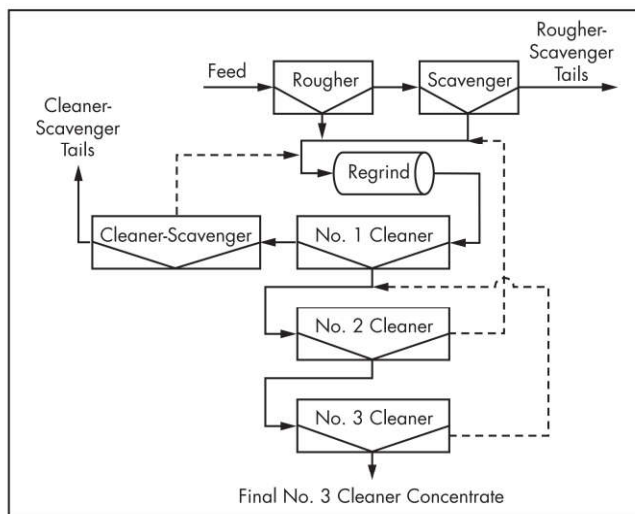 Rougher-
Scavenger
Tails
Feed
Rougher
Scavenger
Cleaner-
Scavenger
Tails
Regrind
Cleaner-Scavenger
No. 1 Cleaner
No. 2 Cleaner
No. 3 Cleaner
Final No. 3 Cleaner Concentrate